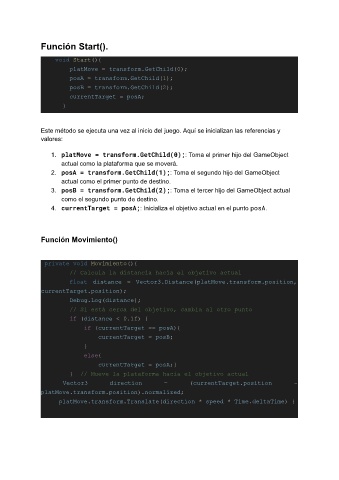 Función Start().
void Start(){
platMove = transform.GetChild(0);
posA = transform.GetChild(1);
posB = transform.GetChild(2);
currentTarget = posA;
}
Este método se ejecuta una vez al inicio del juego. Aquí se inicializan las referencias y
valores:
1. platMove = transform.GetChild(0);: Toma el primer hijo del GameObject
actual como la plataforma que se moverá.
2. posA = transform.GetChild(1);: Toma el segundo hijo del GameObject
actual como el primer punto de destino.
3. posB = transform.GetChild(2);: Toma el tercer hijo del GameObject actual
como el segundo punto de destino.
4. currentTarget = posA;: Inicializa el objetivo actual en el punto posA.
Función Movimiento()
private void Movimiento(){
// Calcula la distancia hacia el objetivo actual
float distance = Vector3.Distance(platMove.transform.position,
currentTarget.position);
Debug.Log(distance);
// Si está cerca del objetivo, cambia al otro punto
if (distance < 0.1f) {
if (currentTarget == posA){
currentTarget = posB;
}
else{
currentTarget = posA;}
} // Mueve la plataforma hacia el objetivo actual
Vector3 direction = (currentTarget.position -
platMove.transform.position).normalized;
platMove.transform.Translate(direction * speed * Time.deltaTime) }